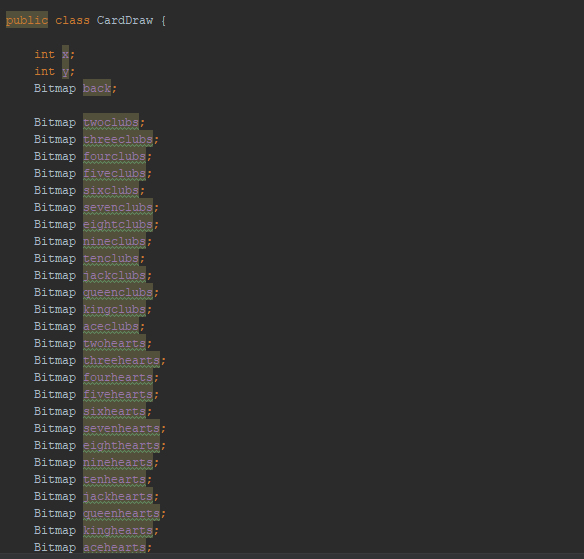 public class CardDraw {
int x;
int y;
Bitmap back;
Bitmap twoclubs;
Bitmap threeclubs;
Bitmap fourclubs;
Bitmap fiveclubs;
Bitmap sixclubs;
Bitmap sevenclubs;
Bitmap eightclubs;
Bitmap nineclubs;
Bitmap tenclubs;
Bitmap jackclubs;
Bitmap queenclubs;
Bitmap kingclubs;
Bitmap aceclubs;
Bitmap twohearts;
Bitmap threehearts;
Bitmap fourhearts;
Bitmap fivehearts;
Bitmap sixhearts;
Bitmap sevenhearts;
Bitmap eighthearts;
Bitmap ninehearts;
Bitmap tenhearts;
Bitmap jackhearts;
Bitmap queenhearts;
Bitmap kinghearts;
Bitmap acehearts;